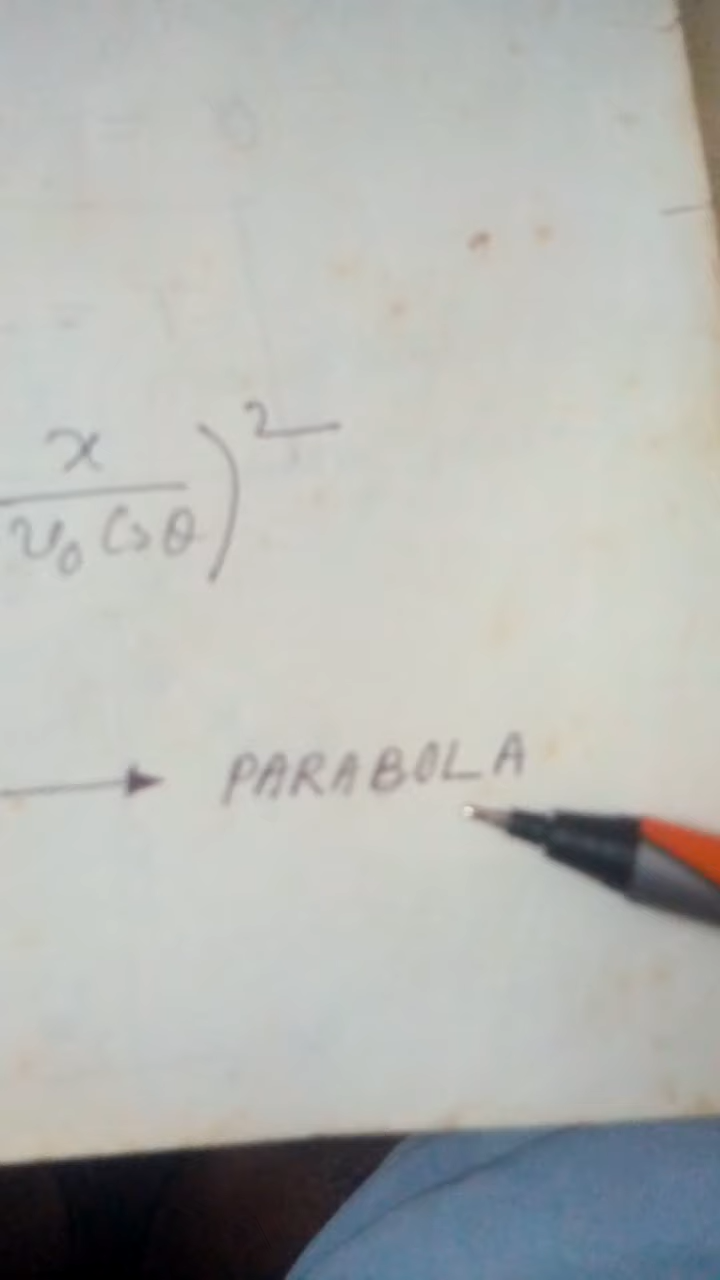 x
v₀ Cosθ )²
→ PARABOLA